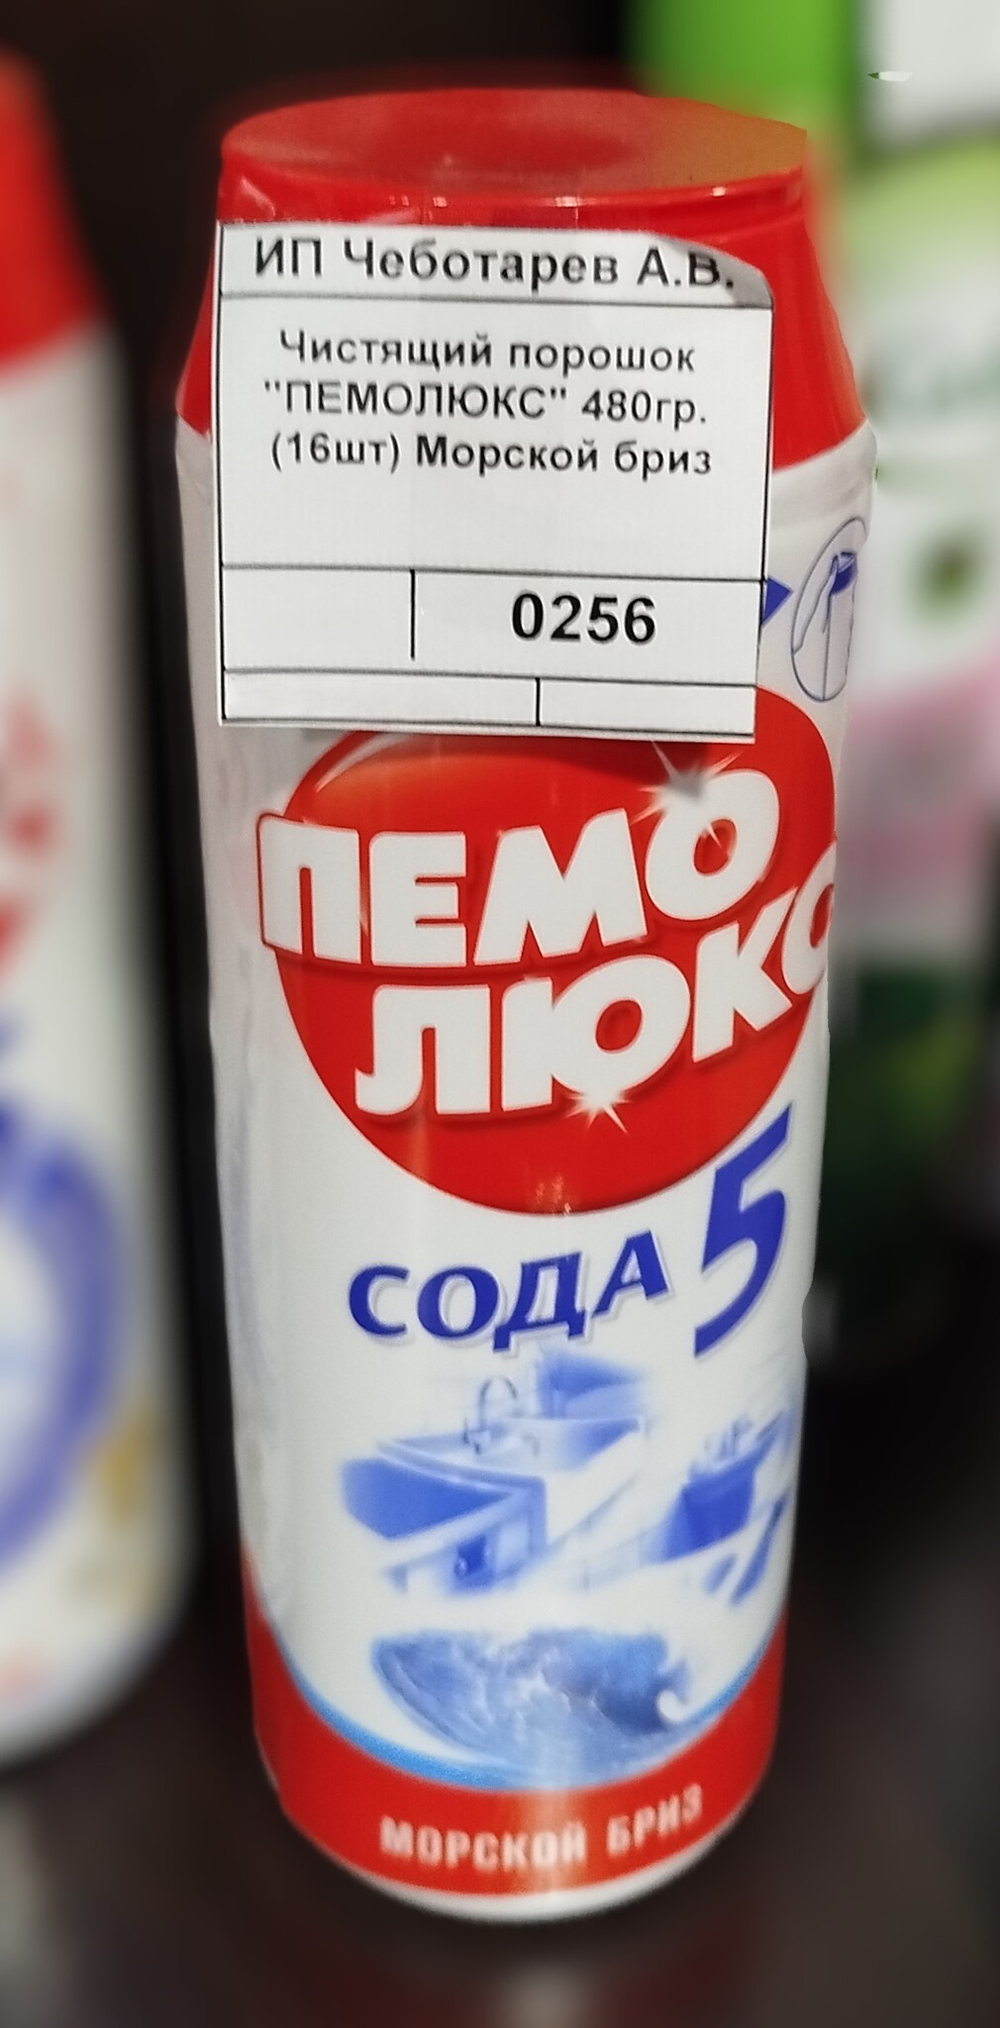 ИП Чеботарев А.В.
Чистящий порошок
"ПЕМОЛЮКС" 480гр.
(16шт) Морской бриз
0256
ПЕМО
ЛЮКС
СОДА 5
МОРСКОЙ БРИЗ